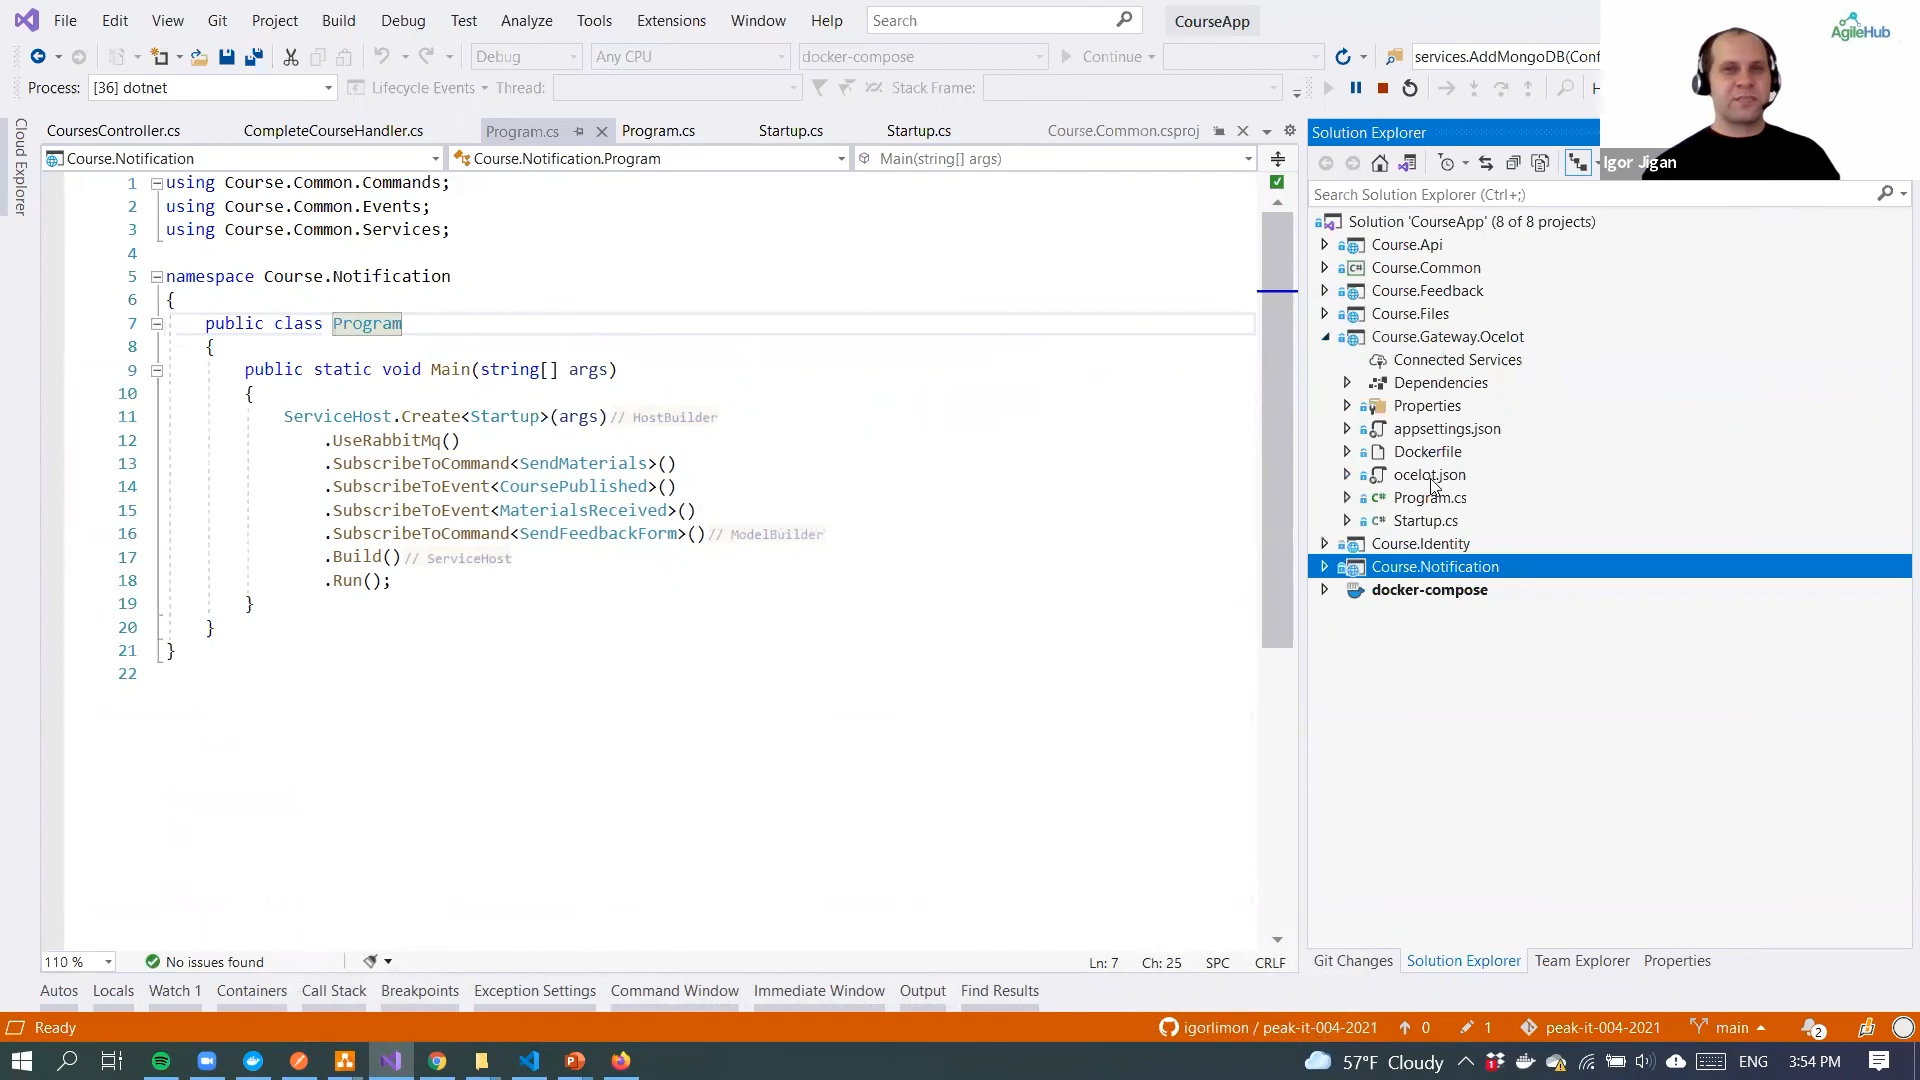 File Edit View Git Project Build Debug Test Analyze Tools Extensions Window Help Search CourseApp
AgileHub
Debug Any CPU docker-compose Continue services.AddMongoDB(Conf
Process: [36] dotnet Lifecycle Events Thread: Stack Frame:
Cloud Explorer
CoursesController.cs CompleteCourseHandler.cs Program.cs Program.cs Startup.cs Startup.cs Course.Common.csproj
Course.Notification Course.Notification.Program Main(string[] args)
1 using Course.Common.Commands;
2 using Course.Common.Events;
3 using Course.Common.Services;
4
5 namespace Course.Notification
6 {
7 public class Program
8 {
9 public static void Main(string[] args)
10 {
11 ServiceHost.Create<Startup>(args) // HostBuilder
12 .UseRabbitMq()
13 .SubscribeToCommand<SendMaterials>()
14 .SubscribeToEvent<CoursePublished>()
15 .SubscribeToEvent<MaterialsReceived>()
16 .SubscribeToCommand<SendFeedbackForm>() // ModelBuilder
17 .Build() // ServiceHost
18 .Run();
19 }
20 }
21 }
22
110 % No issues found Ln: 7 Ch: 25 SPC CRLF
Solution Explorer
Igor Jigan
Search Solution Explorer (Ctrl+;)
Solution 'CourseApp' (8 of 8 projects)
Course.Api
Course.Common
Course.Feedback
Course.Files
Course.Gateway.Ocelot
Connected Services
Dependencies
Properties
appsettings.json
Dockerfile
ocelot.json
Program.cs
Startup.cs
Course.Identity
Course.Notification
docker-compose
Git Changes Solution Explorer Team Explorer Properties
Autos Locals Watch 1 Containers Call Stack Breakpoints Exception Settings Command Window Immediate Window Output Find Results
Ready igorlimon / peak-it-004-2021 0 1 peak-it-004-2021 main 2
57°F Cloudy ENG 3:54 PM